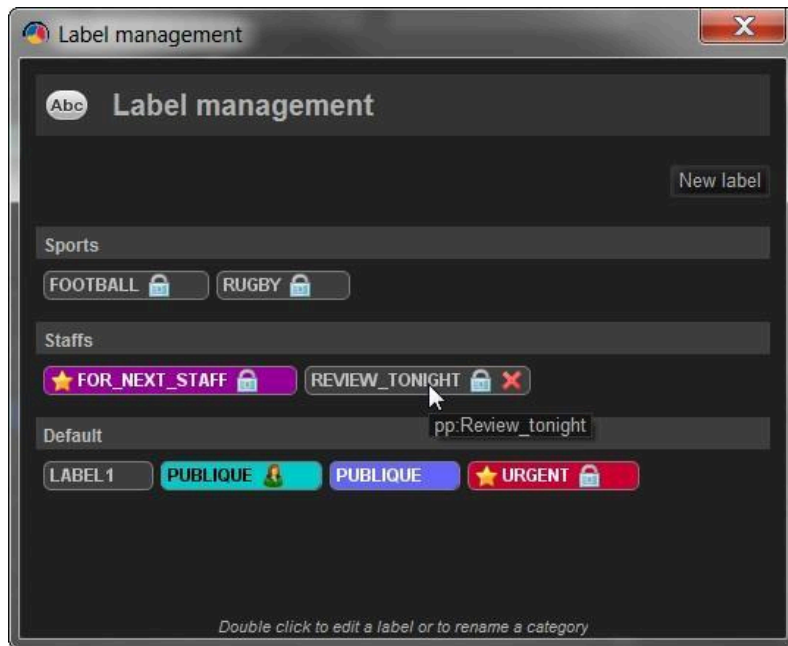 Label management
Abc Label management
New label
Sports
FOOTBALL RUGBY
Staffs
FOR_NEXT_STAFF REVIEW_TONIGHT
pp:Review_tonight
Default
LABEL1 PUBLIQUE PUBLIQUE URGENT
Double click to edit a label or to rename a category